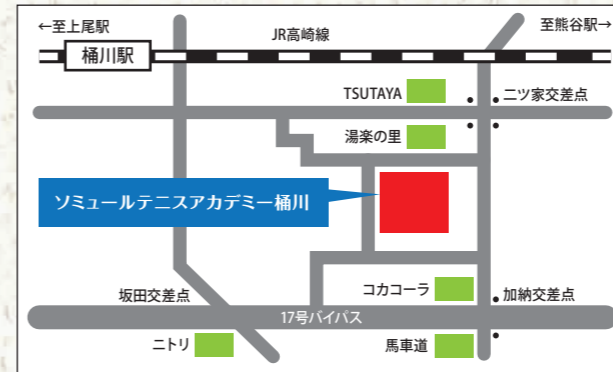 ←至上尾駅
JR高崎線
至熊谷駅→
桶川駅
TSUTAYA
二ツ家交差点
湯楽の里
ソミュールテニスアカデミー桶川
坂田交差点
コカコーラ
加納交差点
17号バイパス
ニトリ
馬車道